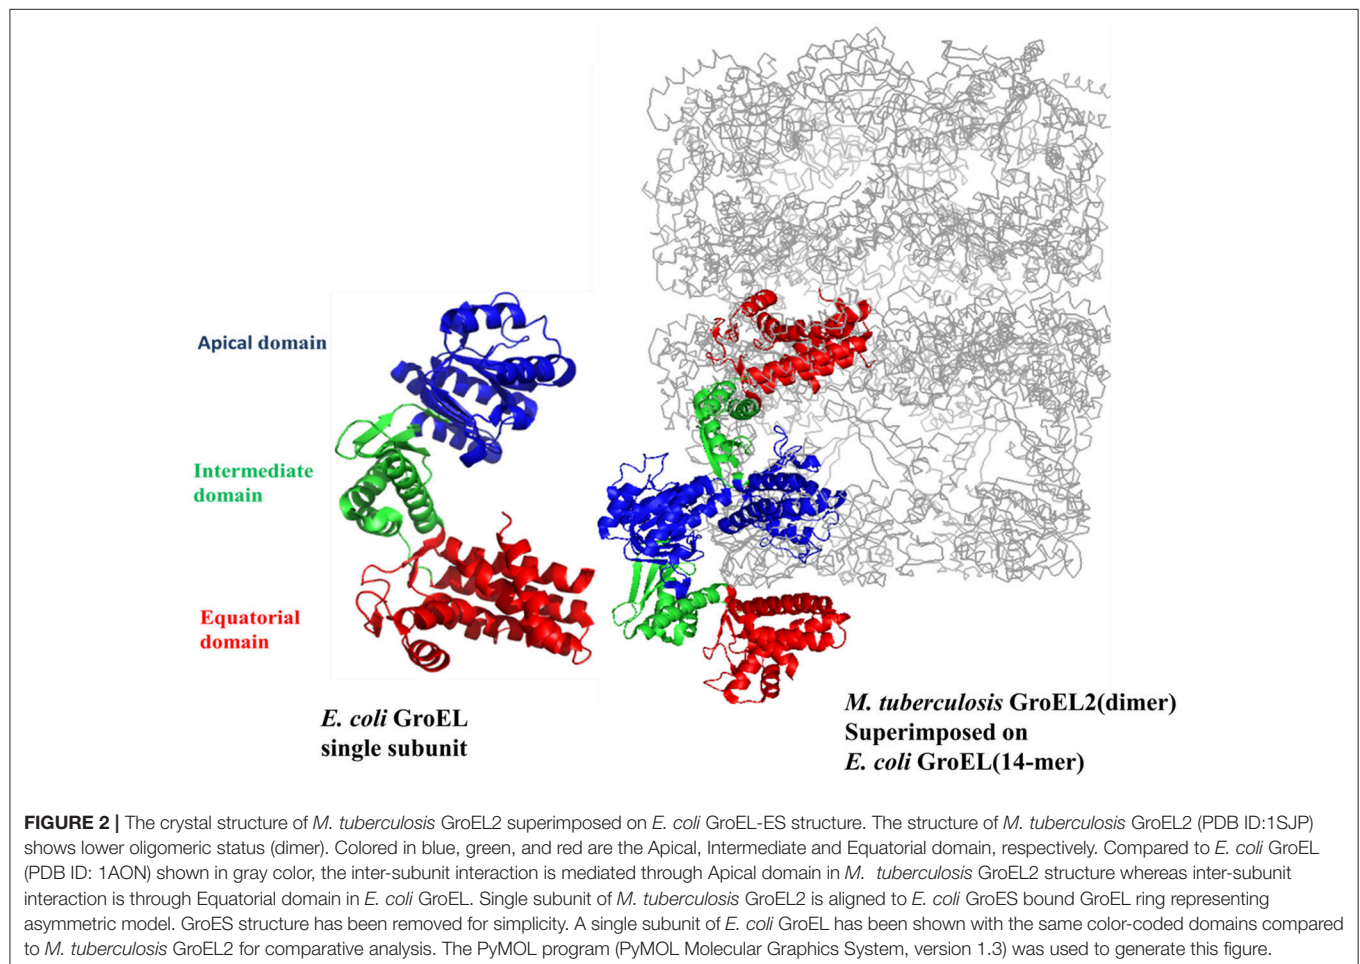 Apical domain
Intermediate
domain
Equatorial
domain
E. coli GroEL
single subunit
M. tuberculosis GroEL2(dimer)
Superimposed on
E. coli GroEL(14-mer)
FIGURE 2 | The crystal structure of M. tuberculosis GroEL2 superimposed on E. coli GroEL-ES structure. The structure of M. tuberculosis GroEL2 (PDB ID:1SJP)
shows lower oligomeric status (dimer). Colored in blue, green, and red are the Apical, Intermediate and Equatorial domain, respectively. Compared to E. coli GroEL
(PDB ID: 1AON) shown in gray color, the inter-subunit interaction is mediated through Apical domain in M. tuberculosis GroEL2 structure whereas inter-subunit
interaction is through Equatorial domain in E. coli GroEL. Single subunit of M. tuberculosis GroEL2 is aligned to E. coli GroES bound GroEL ring representing
asymmetric model. GroES structure has been removed for simplicity. A single subunit of E. coli GroEL has been shown with the same color-coded domains compared
to M. tuberculosis GroEL2 for comparative analysis. The PyMOL program (PyMOL Molecular Graphics System, version 1.3) was used to generate this figure.